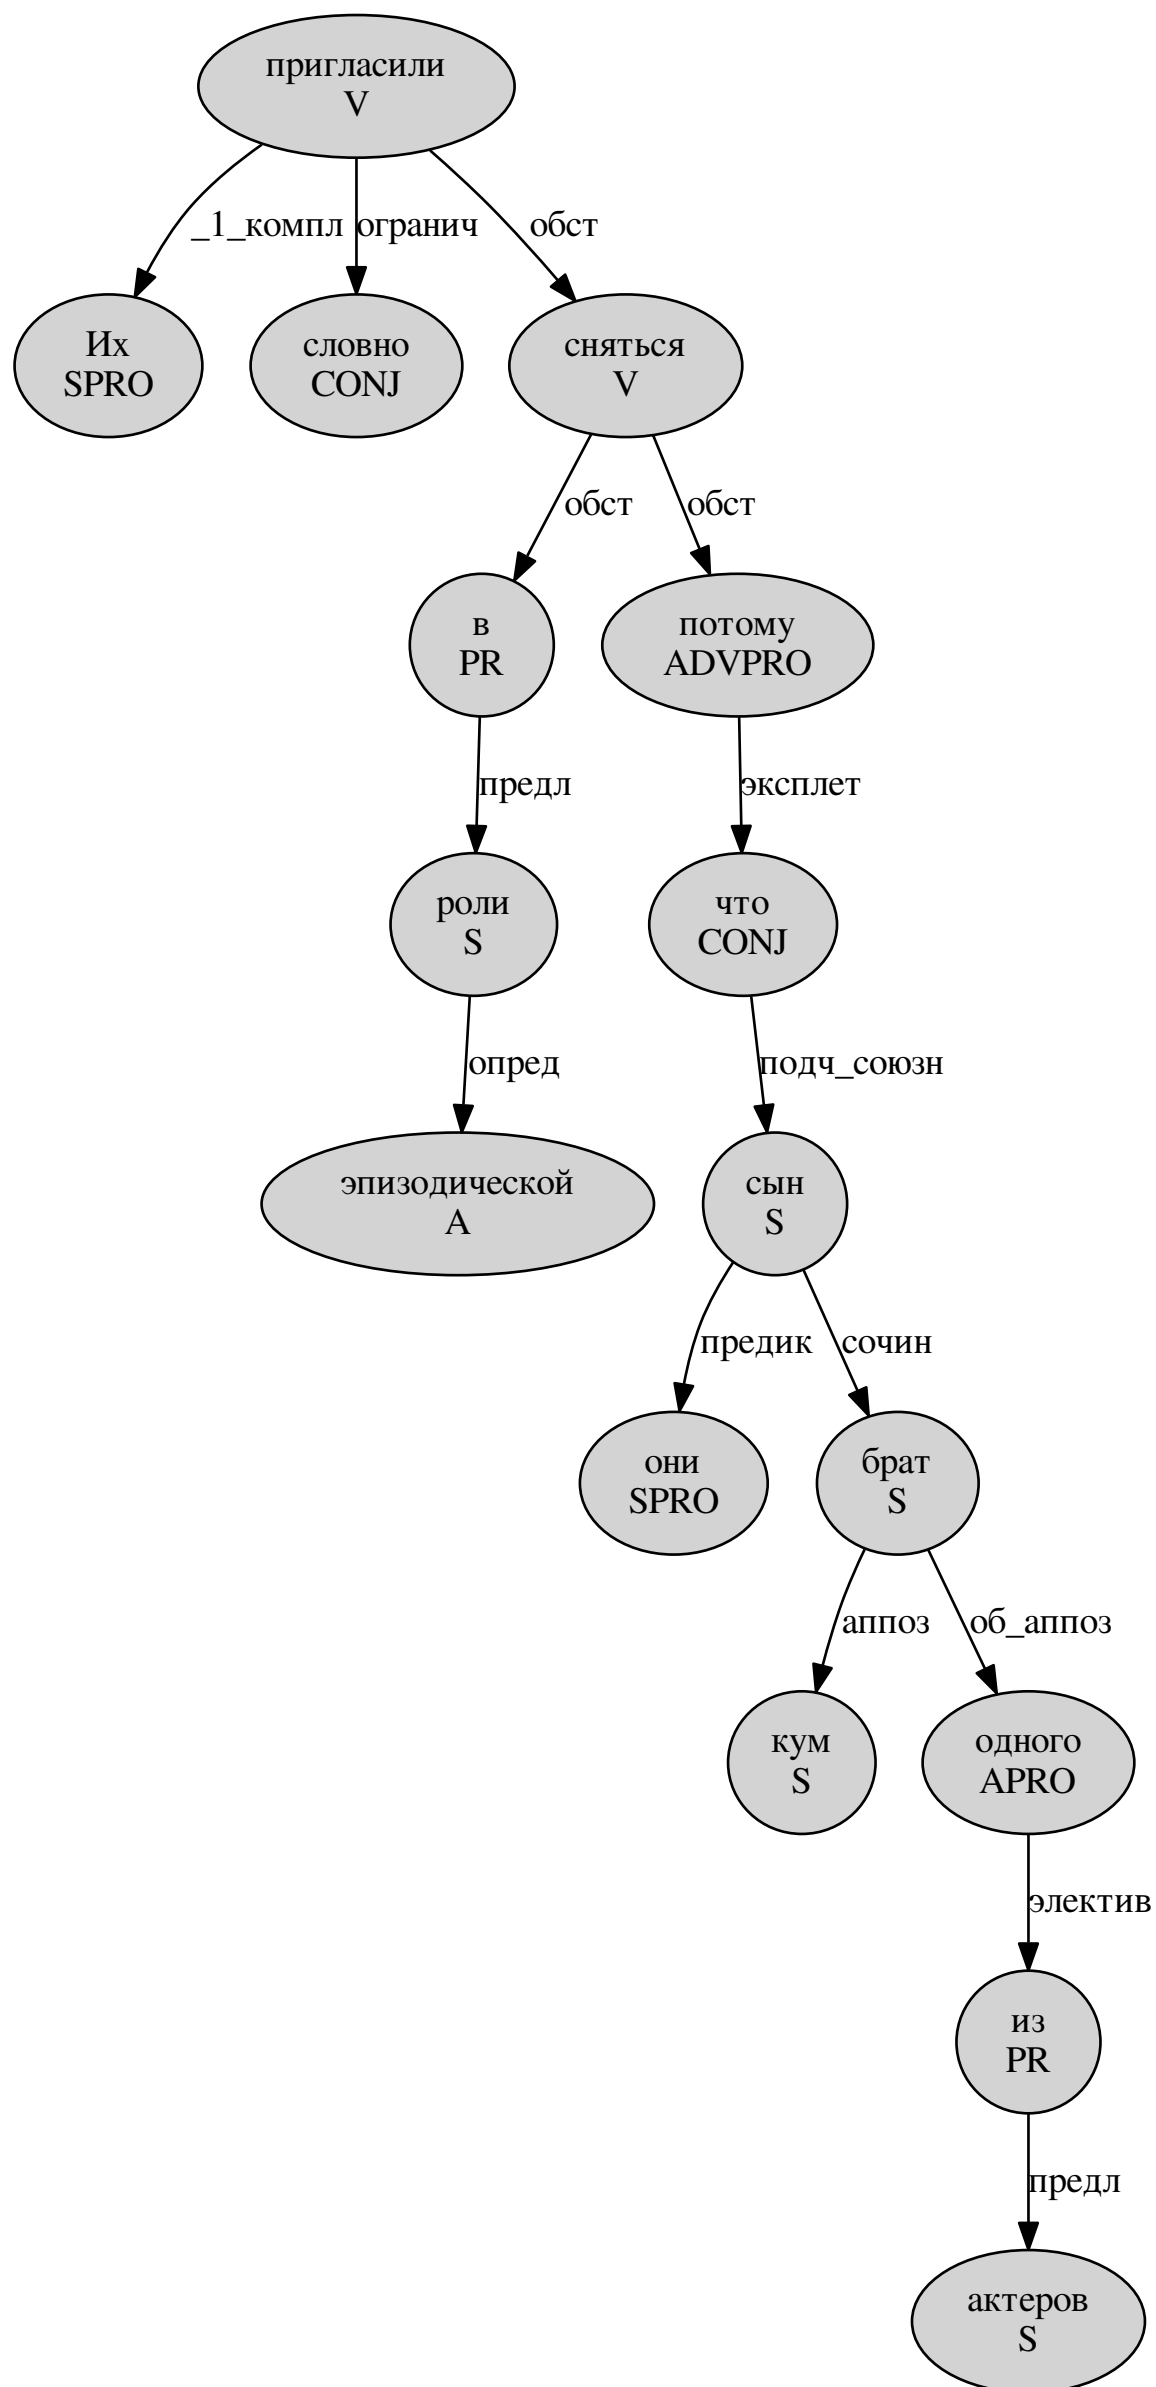 пригласили
V
_1_компл
огранич
обст
Их
SPRO
словно
CONJ
сняться
V
обст
обст
в
PR
потому
ADVPRO
предл
эксплет
роли
S
что
CONJ
опред
подч_союзн
эпизодической
A
сын
S
предик
сочин
они
SPRO
брат
S
аппоз
об_аппоз
кум
S
одного
APRO
электив
из
PR
предл
актеров
S